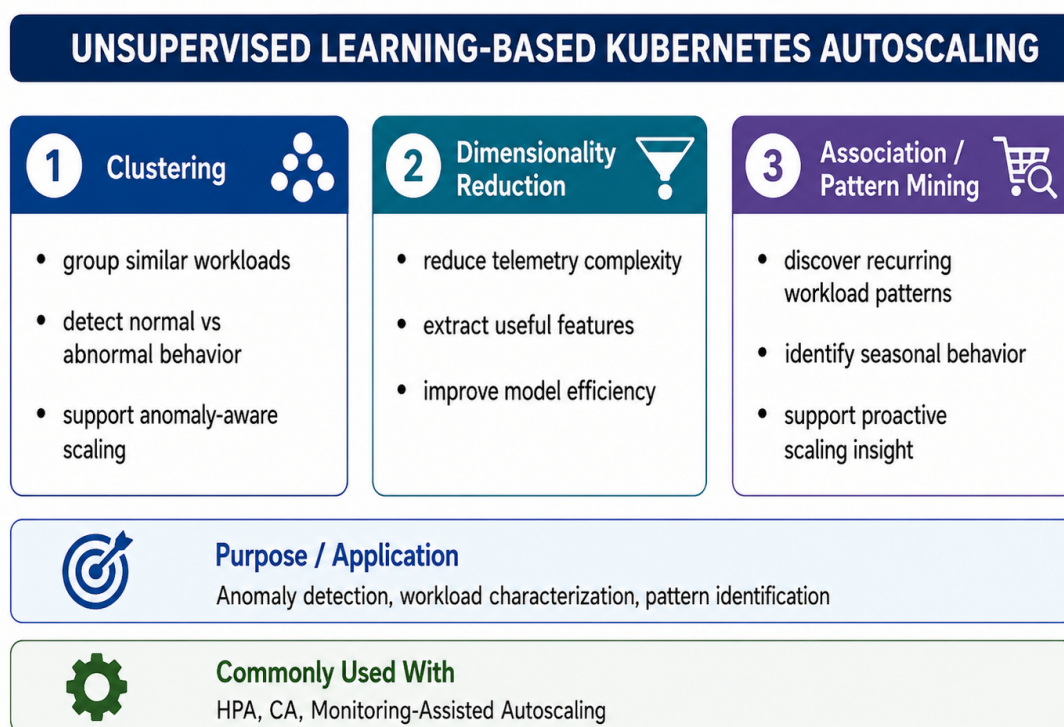 UNSUPERVISED LEARNING-BASED KUBERNETES AUTOSCALING
1 Clustering
• group similar workloads
• detect normal vs
abnormal behavior
• support anomaly-aware
scaling
2 Dimensionality
Reduction
• reduce telemetry complexity
• extract useful features
• improve model efficiency
3 Association /
Pattern Mining
• discover recurring
workload patterns
• identify seasonal behavior
• support proactive
scaling insight
Purpose / Application
Anomaly detection, workload characterization, pattern identification
Commonly Used With
HPA, CA, Monitoring-Assisted Autoscaling